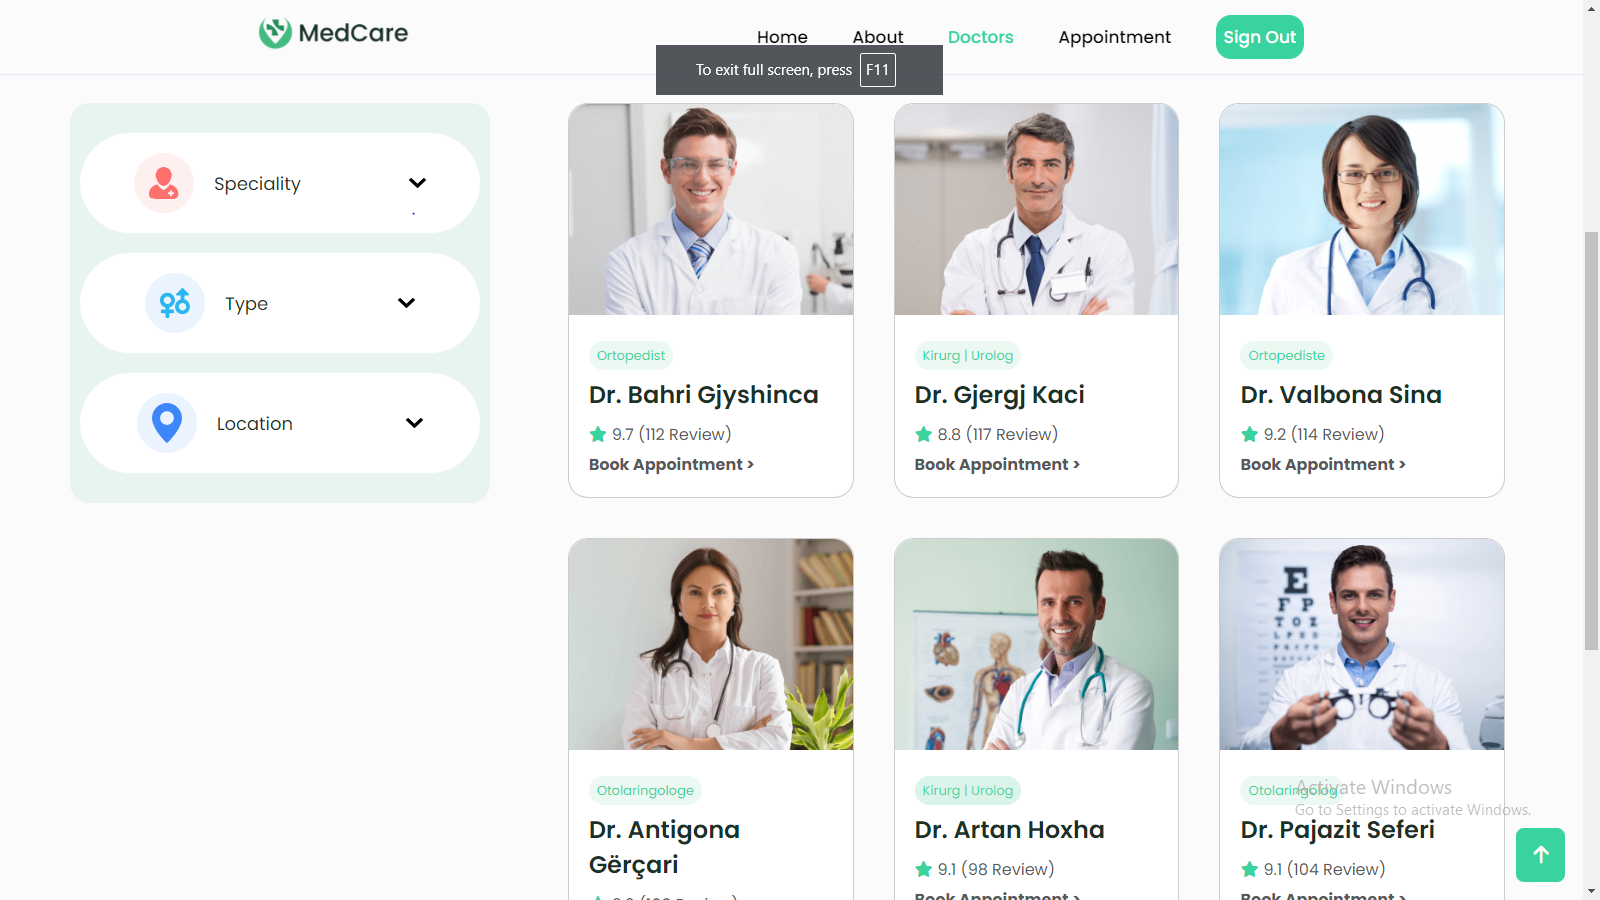 MedCare
Home
About
Doctors
Appointment
Sign Out
To exit full screen, press F11
Speciality
Type
Location
Ortopedist
Dr. Bahri Gjyshinca
9.7 (112 Review)
Book Appointment >
Kirurg | Urolog
Dr. Gjergj Kaci
8.8 (117 Review)
Book Appointment >
Ortopediste
Dr. Valbona Sina
9.2 (114 Review)
Book Appointment >
Otolaringologe
Dr. Antigona
Gërçari
Kirurg | Urolog
Dr. Artan Hoxha
9.1 (98 Review)
Book Appointment >
E
F P
T O Z
L P E D
Otolaringolog
Dr. Pajazit Seferi
9.1 (104 Review)
Book Appointment >
Activate Windows
Go to Settings to activate Windows.